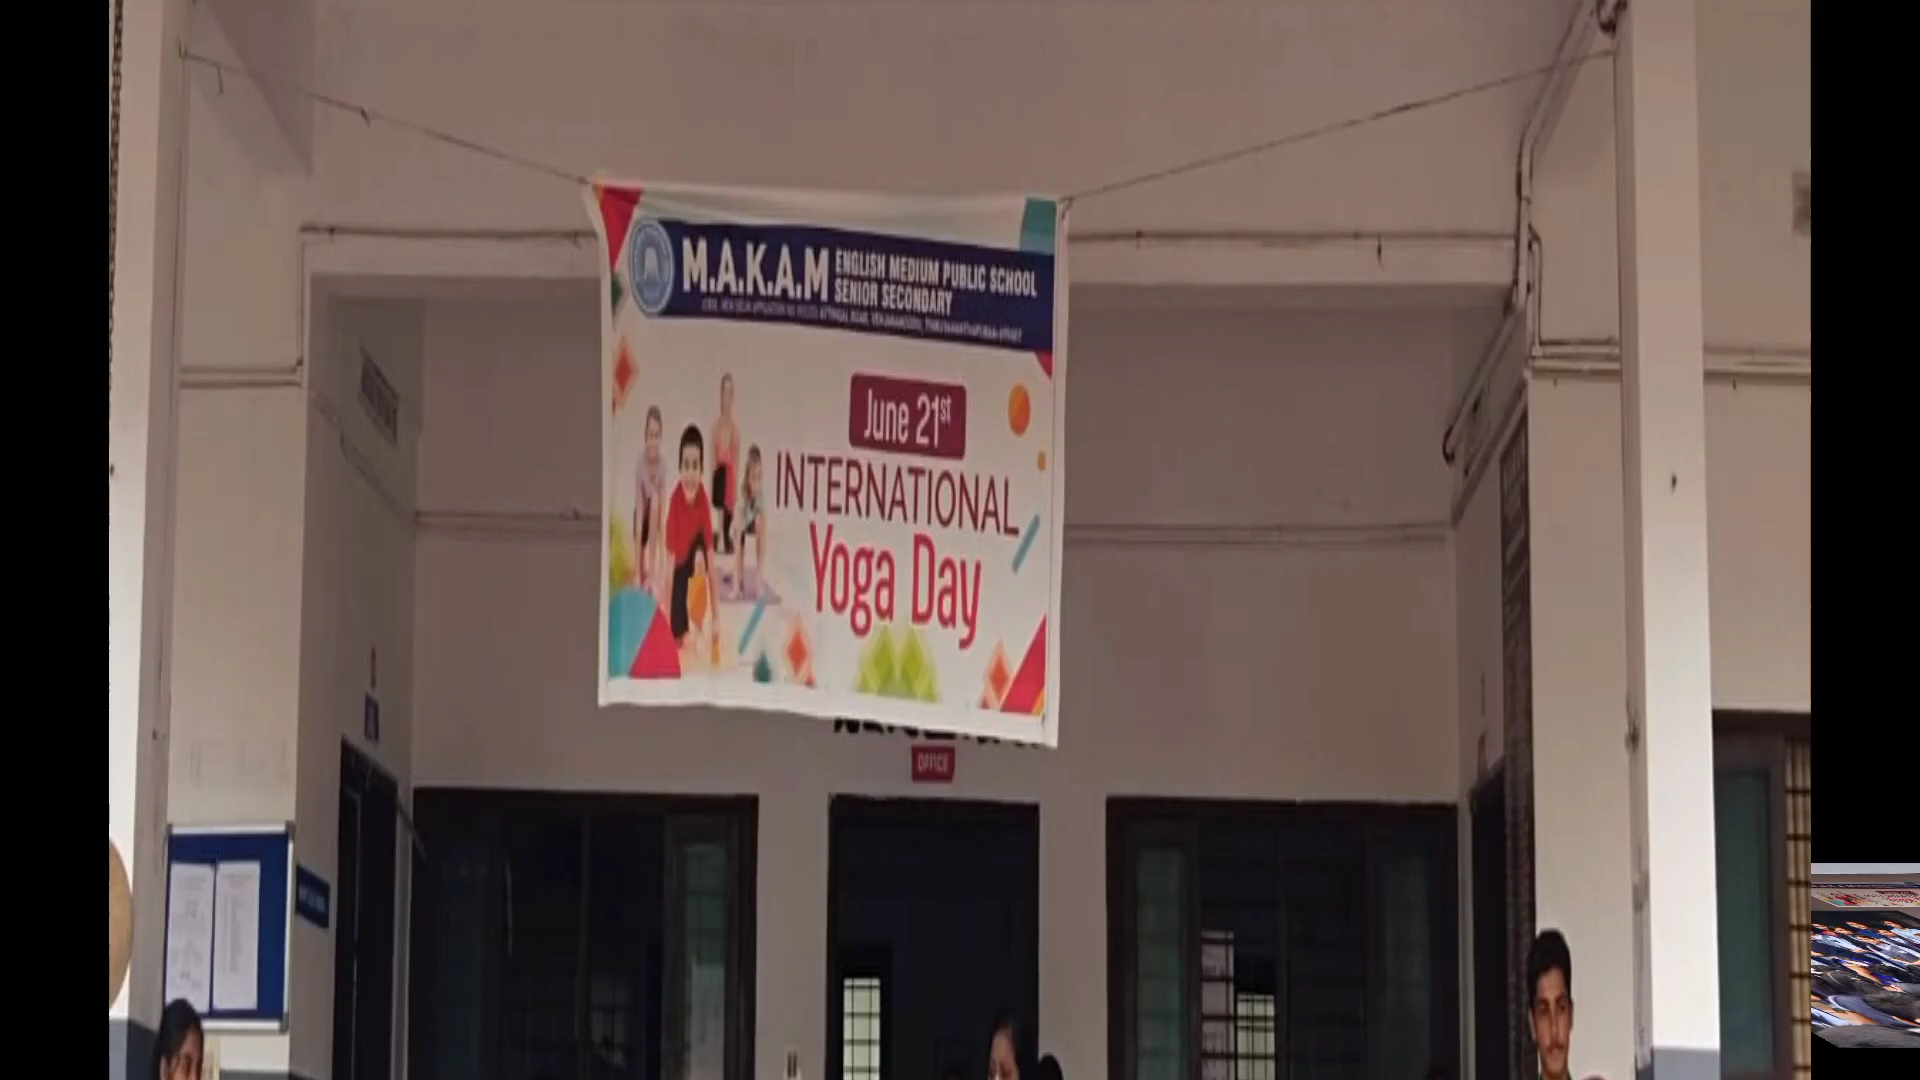 M.A.K.A.M
ENGLISH MEDIUM PUBLIC SCHOOL
SENIOR SECONDARY
June 21st
INTERNATIONAL
Yoga Day
OFFICE